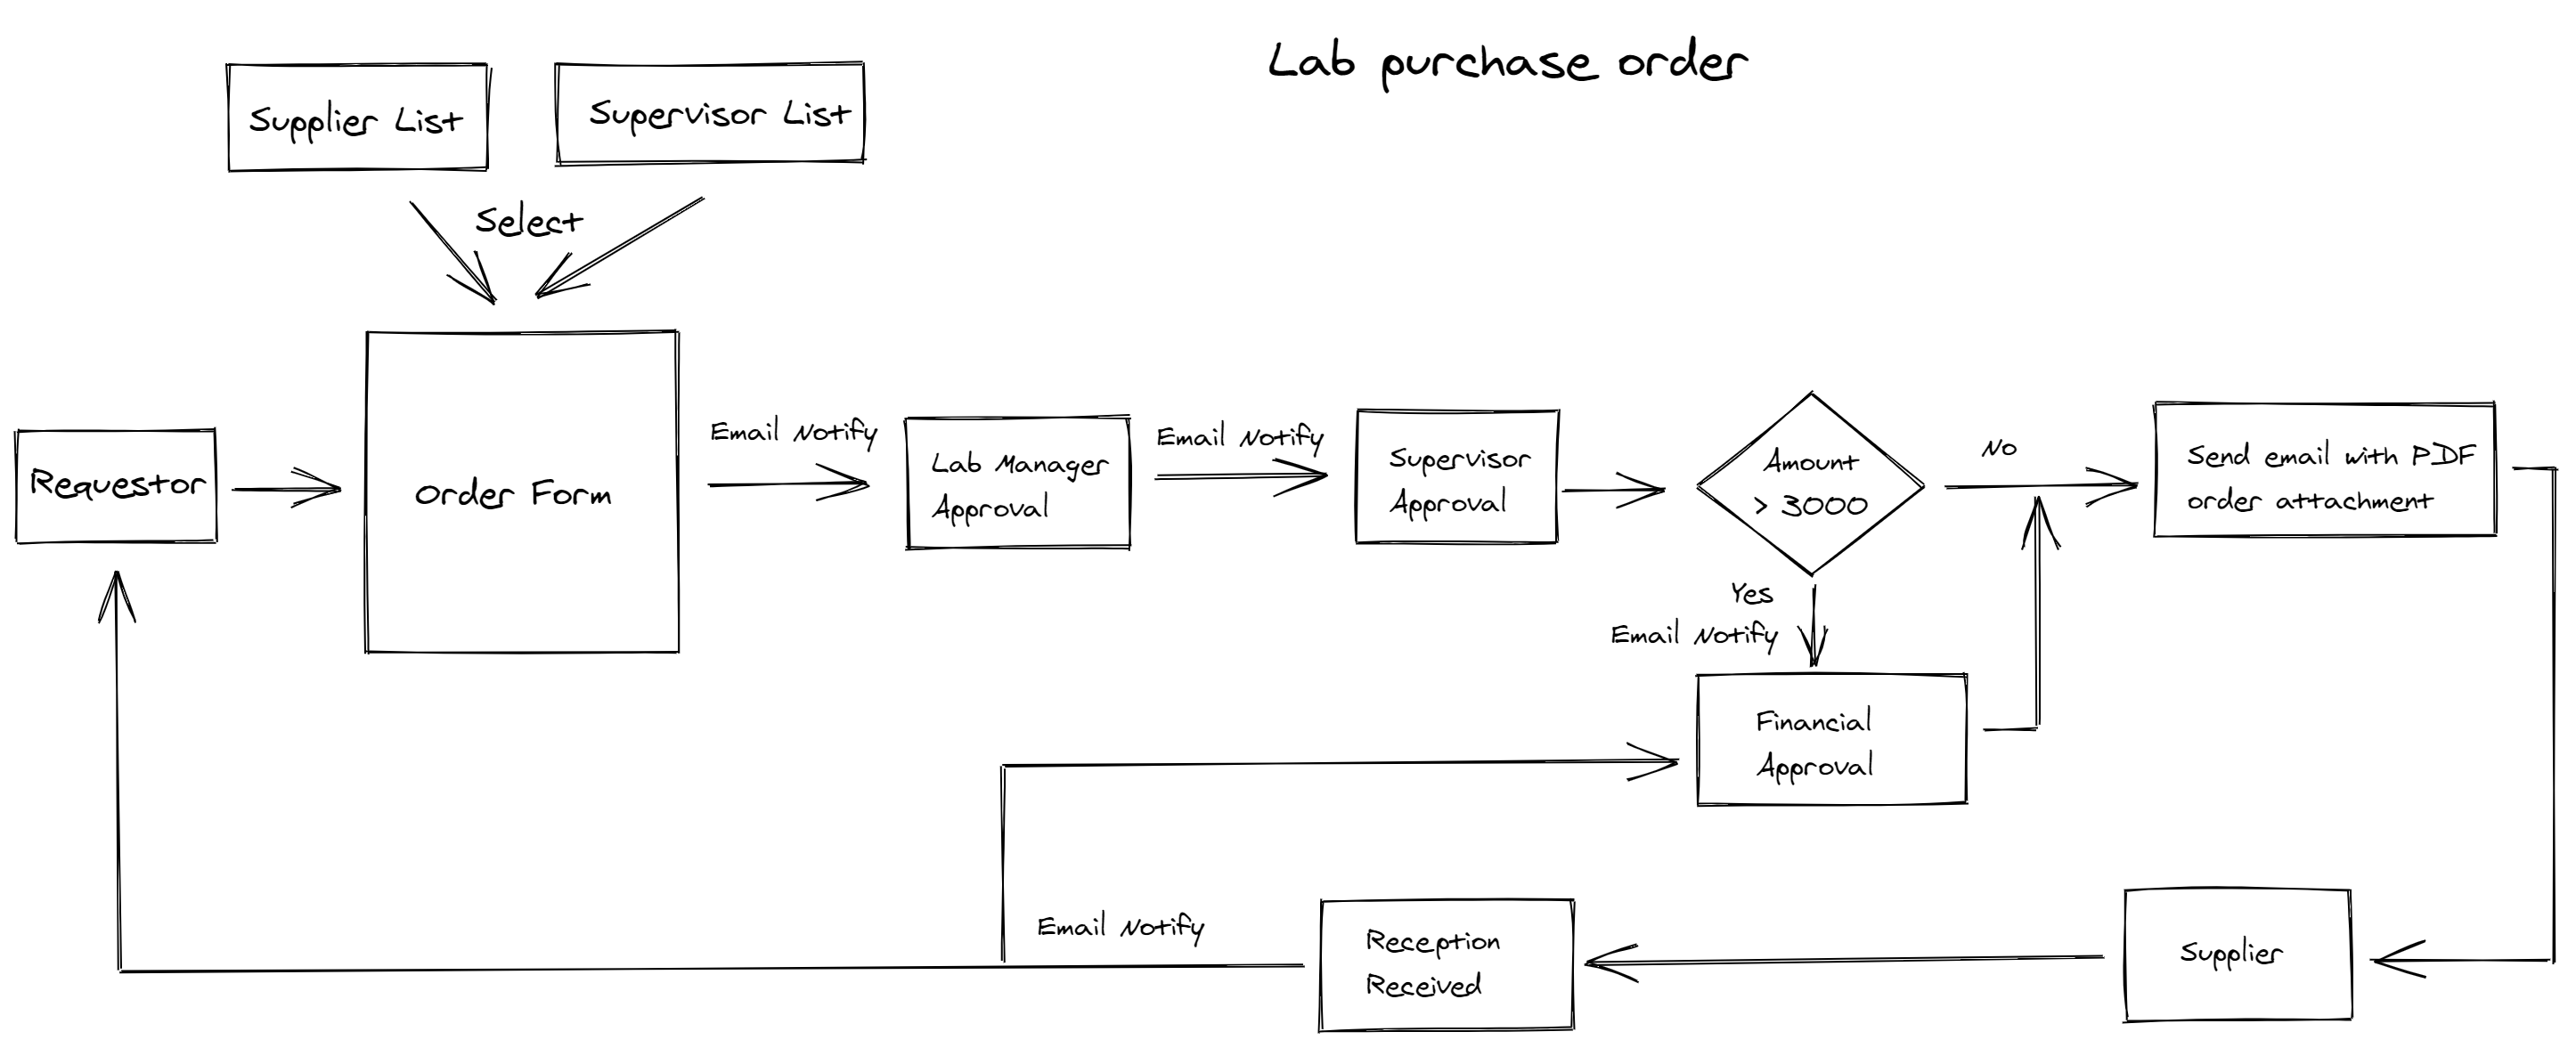 Lab purchase order
Supplier List
Supervisor List
Select
Requestor
Order Form
Email Notify
Lab Manager
Approval
Email Notify
Supervisor
Approval
Amount
> 3000
No
Send email with PDF
order attachment
Yes
Email Notify
Financial
Approval
Email Notify
Reception
Received
Supplier